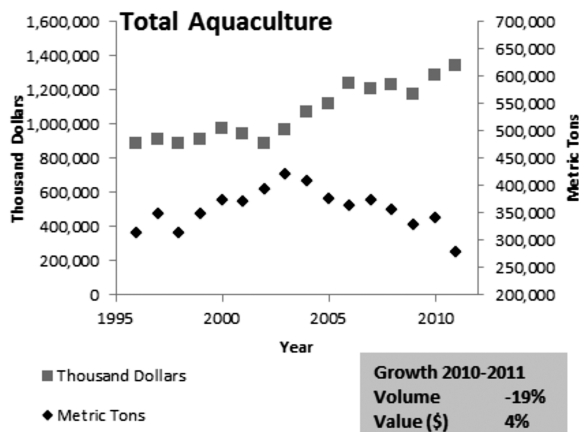 Total Aquaculture
1,600,000
1,400,000
1,200,000
1,000,000
800,000
600,000
400,000
200,000
0
Thousand Dollars
700,000
650,000
600,000
550,000
500,000
450,000
400,000
350,000
300,000
250,000
200,000
Metric Tons
1995 2000 2005 2010
Year
Thousand Dollars
Metric Tons
Growth 2010-2011
Volume -19%
Value ($) 4%